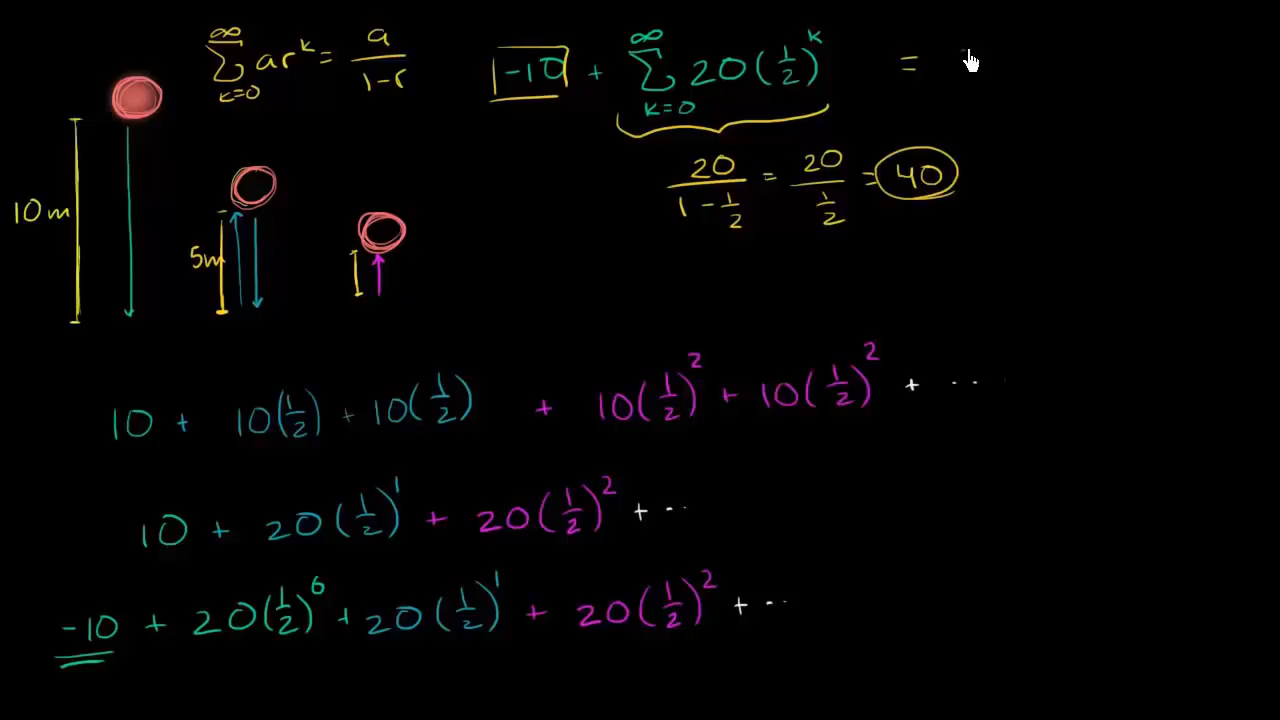 ∞
∑ ar^k = a/(1-r)
k=0
-10 + ∑_{k=0}^{∞} 20(1/2)^k =
20/(1 - 1/2) = 20/(1/2) = 40
10m
5m
10 + 10(1/2) + 10(1/2) + 10(1/2)^2 + 10(1/2)^2 + ...
10 + 20(1/2)^1 + 20(1/2)^2 + ...
-10 + 20(1/2)^0 + 20(1/2)^1 + 20(1/2)^2 + ...